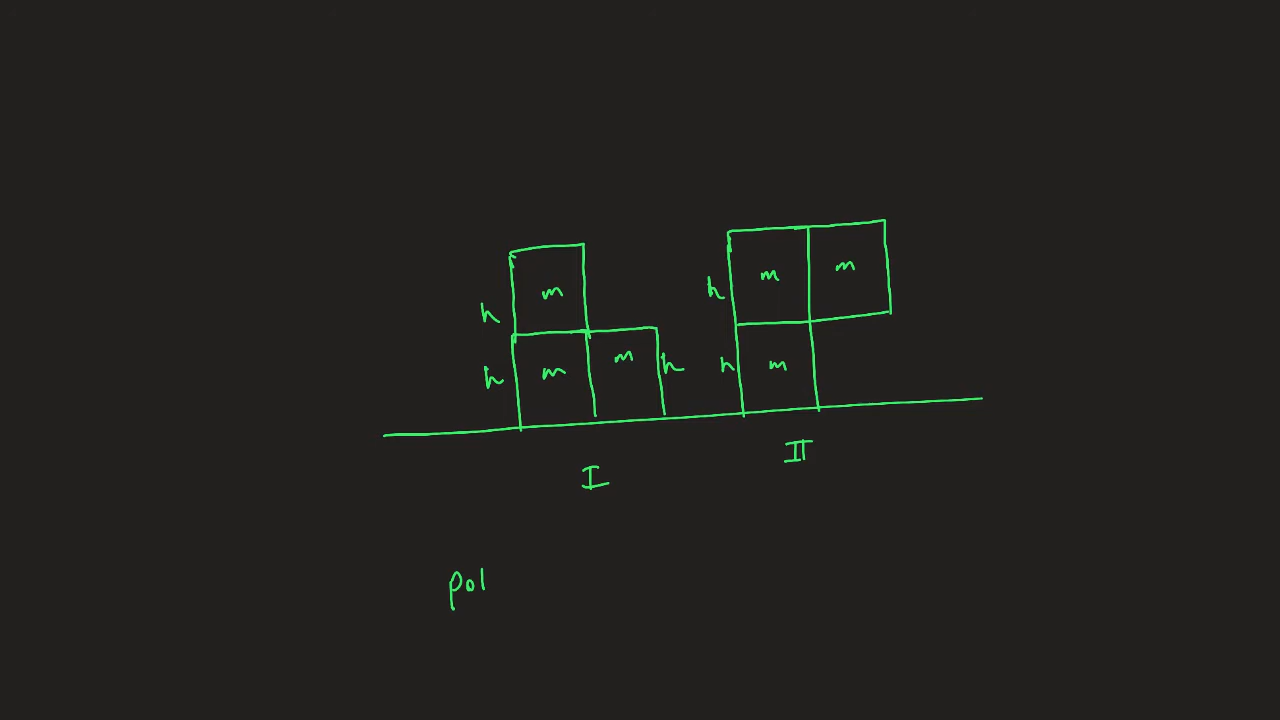 m m m
h m m h
h h m
I II
pol